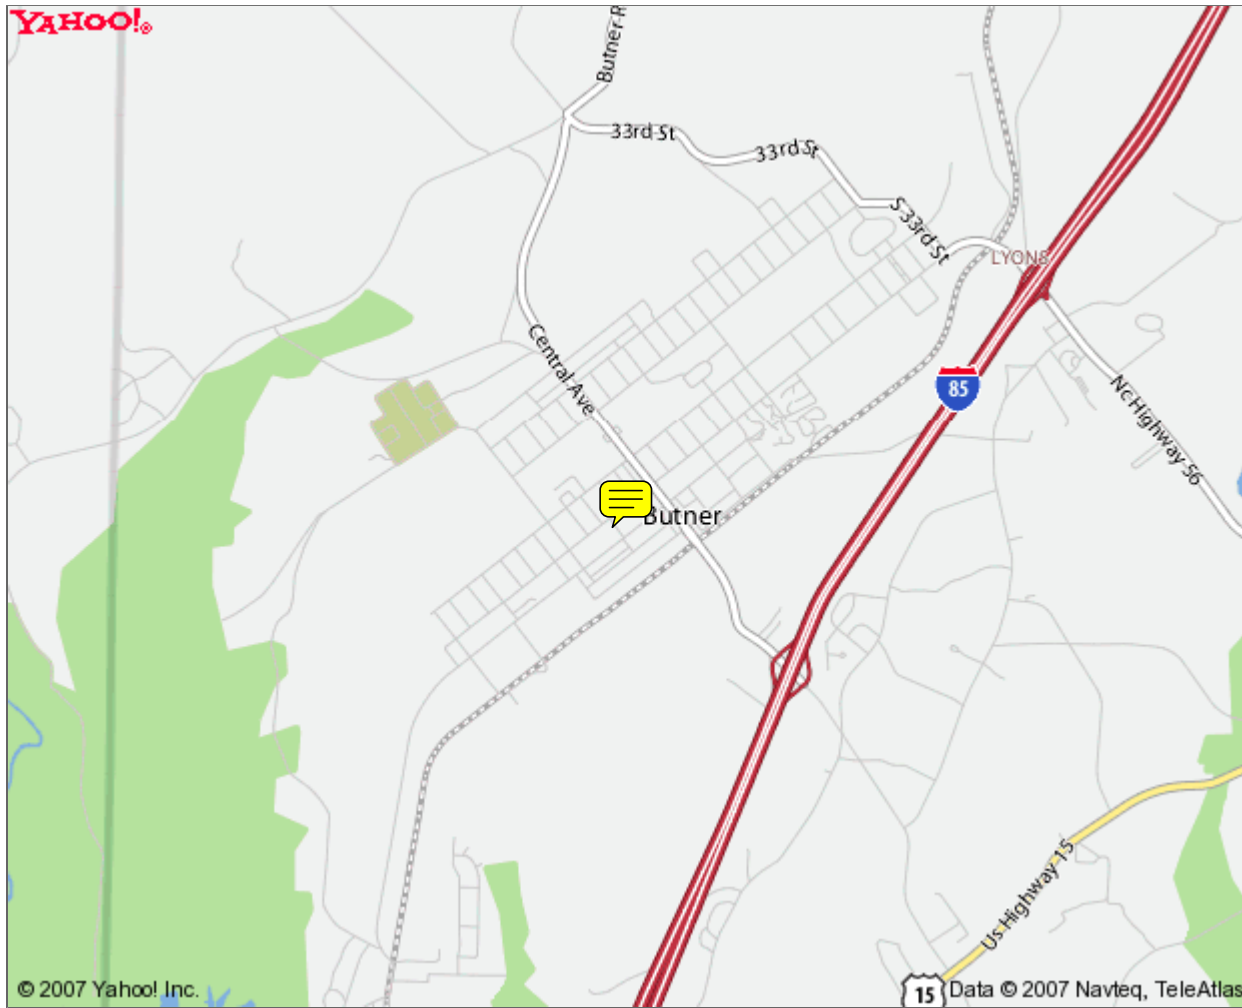 YAHOO!®
Butner R
33rd St
33rd St
S 33rd St
LYONS
Central Ave
85
Nc Highway 56
Butner
Us Highway 15
15
© 2007 Yahoo! Inc.
Data © 2007 Navteq, TeleAtlas